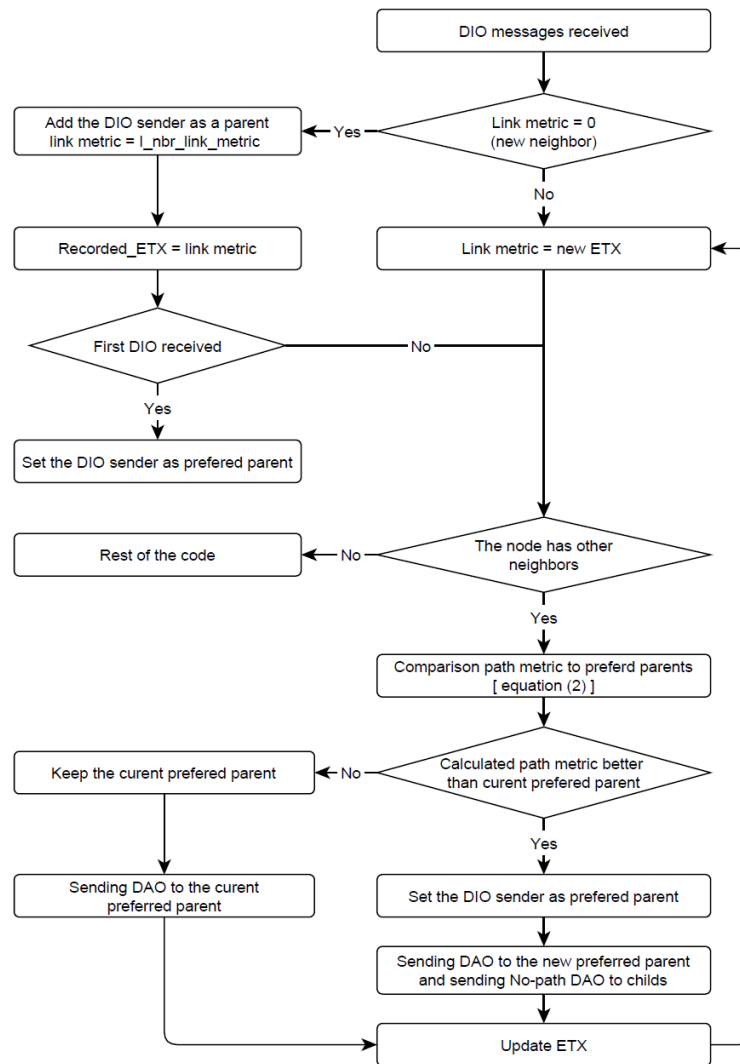 DIO messages received
Link metric = 0
(new neighbor)
Yes
Add the DIO sender as a parent
link metric = I_nbr_link_metric
No
Recorded_ETX = link metric
Link metric = new ETX
First DIO received
No
Yes
Set the DIO sender as prefered parent
The node has other
neighbors
No
Rest of the code
Yes
Comparison path metric to preferd parents
[ equation (2) ]
Calculated path metric better
than curent prefered parent
No
Keep the curent prefered parent
Yes
Sending DAO to the curent
preferred parent
Set the DIO sender as prefered parent
Sending DAO to the new preferred parent
and sending No-path DAO to childs
Update ETX